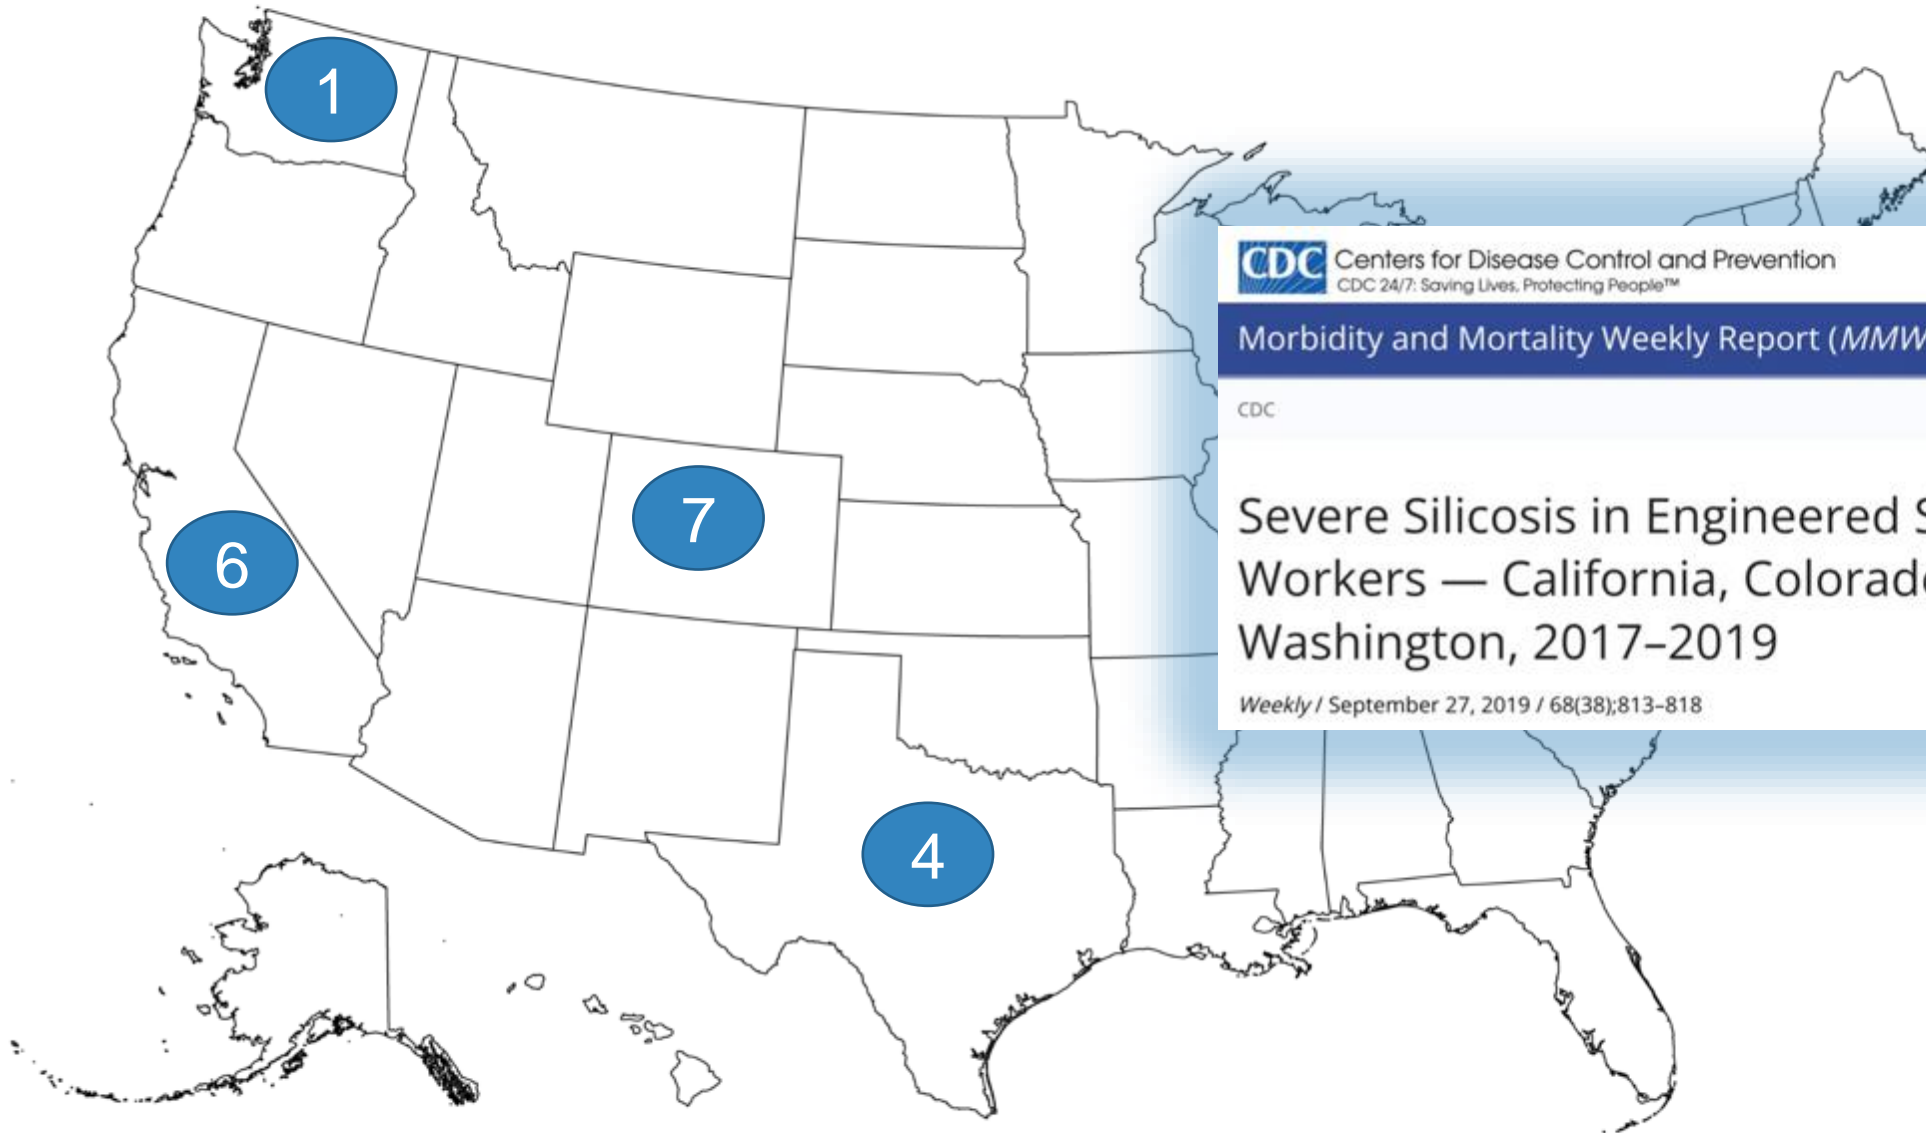 1
CDC Centers for Disease Control and Prevention
CDC 24/7: Saving Lives, Protecting People™
Morbidity and Mortality Weekly Report (MMW
CDC
7
6
Severe Silicosis in Engineered S
Workers — California, Colorado
Washington, 2017–2019
Weekly / September 27, 2019 / 68(38);813–818
4